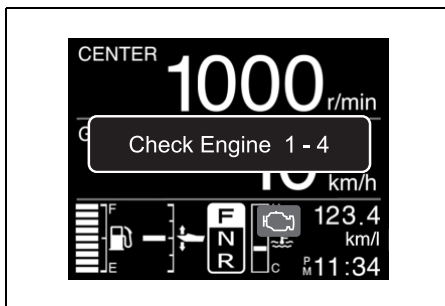 CENTER
1000 r/min
G
Check Engine 1 - 4
km/h
F
E
F
N
R
C
123.4
km/l
PM 11:34